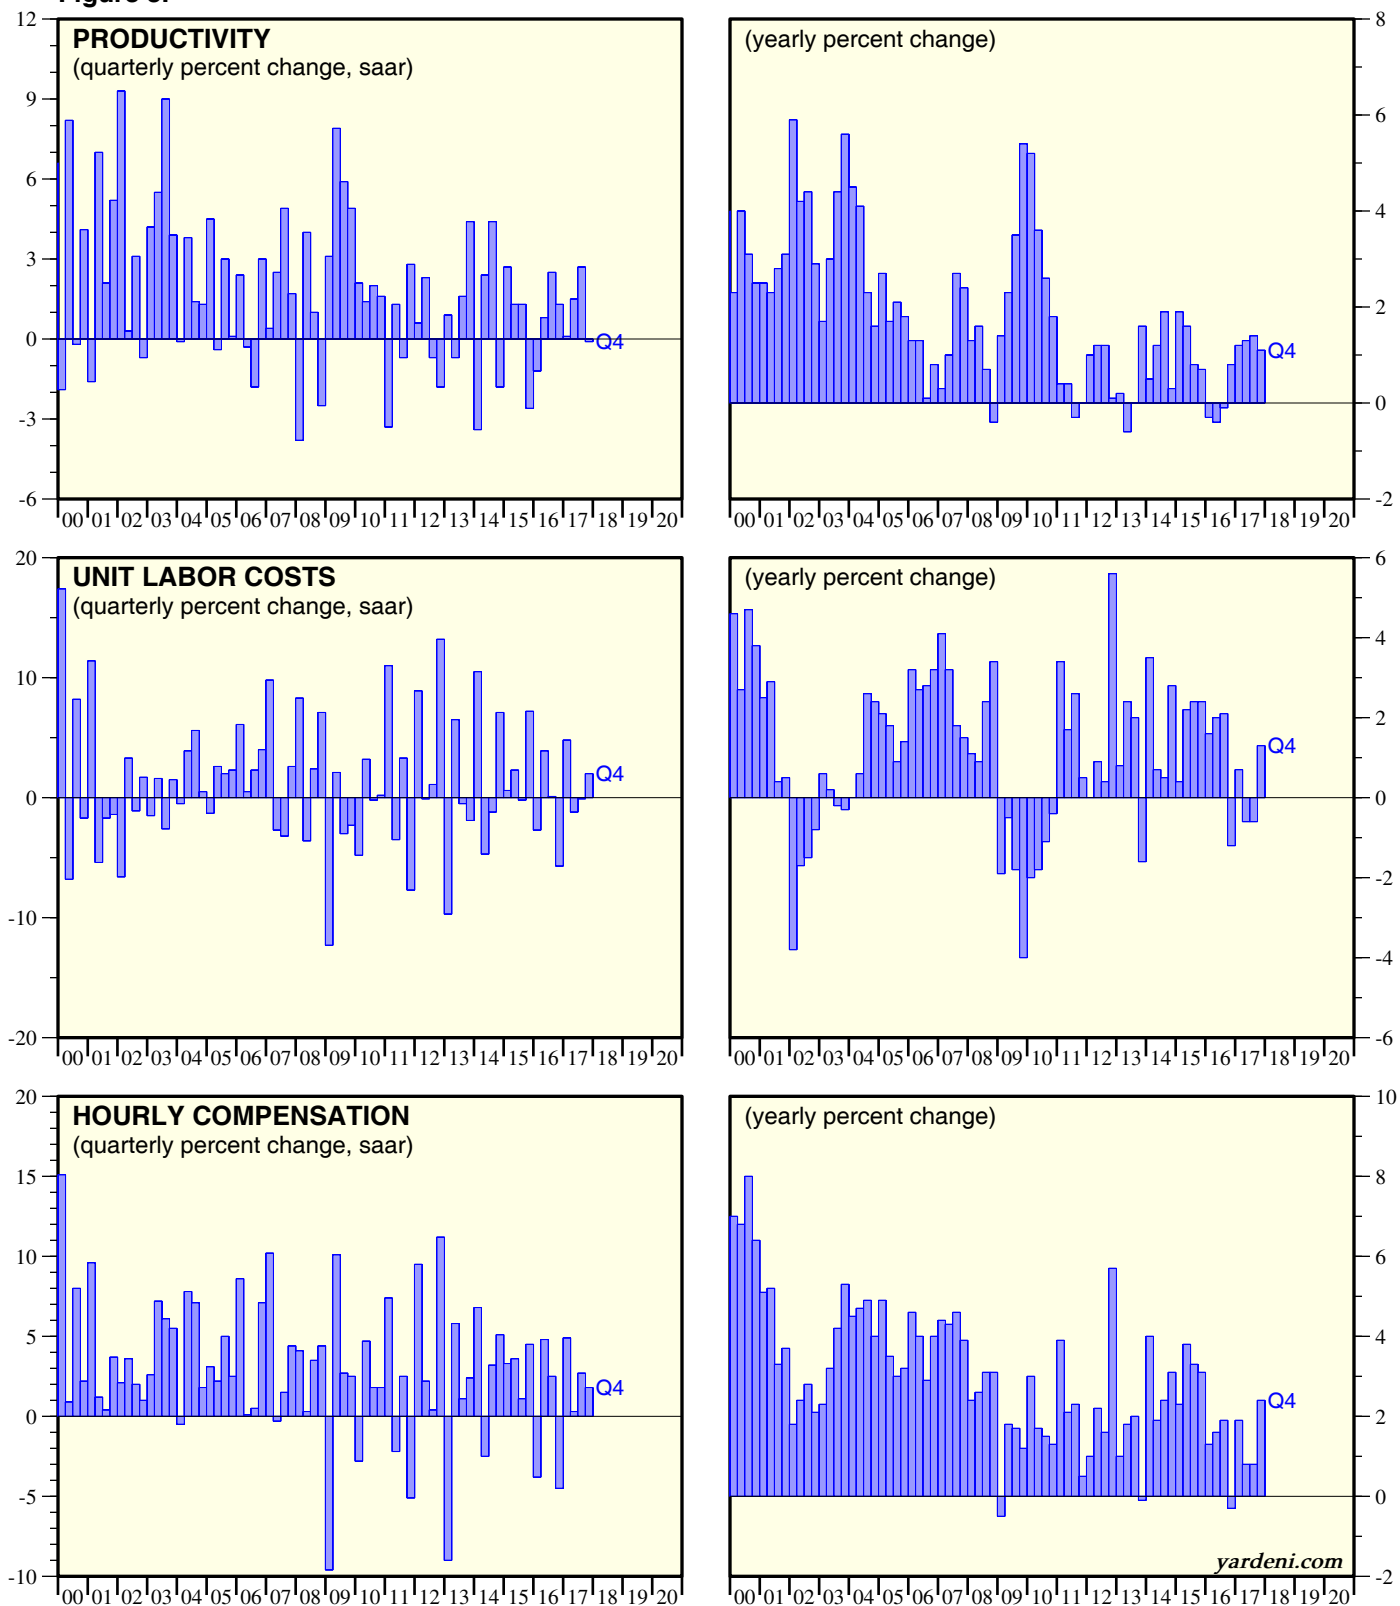 12
PRODUCTIVITY
(quarterly percent change, saar)
9
6
3
0
-3
-6
Q4
00 01 02 03 04 05 06 07 08 09 10 11 12 13 14 15 16 17 18 19 20
(yearly percent change)
8
6
4
2
0
-2
Q4
00 01 02 03 04 05 06 07 08 09 10 11 12 13 14 15 16 17 18 19 20
20
UNIT LABOR COSTS
(quarterly percent change, saar)
10
0
-10
-20
Q4
00 01 02 03 04 05 06 07 08 09 10 11 12 13 14 15 16 17 18 19 20
(yearly percent change)
6
4
2
0
-2
-4
-6
Q4
00 01 02 03 04 05 06 07 08 09 10 11 12 13 14 15 16 17 18 19 20
20
HOURLY COMPENSATION
(quarterly percent change, saar)
15
10
5
0
-5
-10
Q4
00 01 02 03 04 05 06 07 08 09 10 11 12 13 14 15 16 17 18 19 20
(yearly percent change)
10
8
6
4
2
0
-2
Q4
yardeni.com
00 01 02 03 04 05 06 07 08 09 10 11 12 13 14 15 16 17 18 19 20